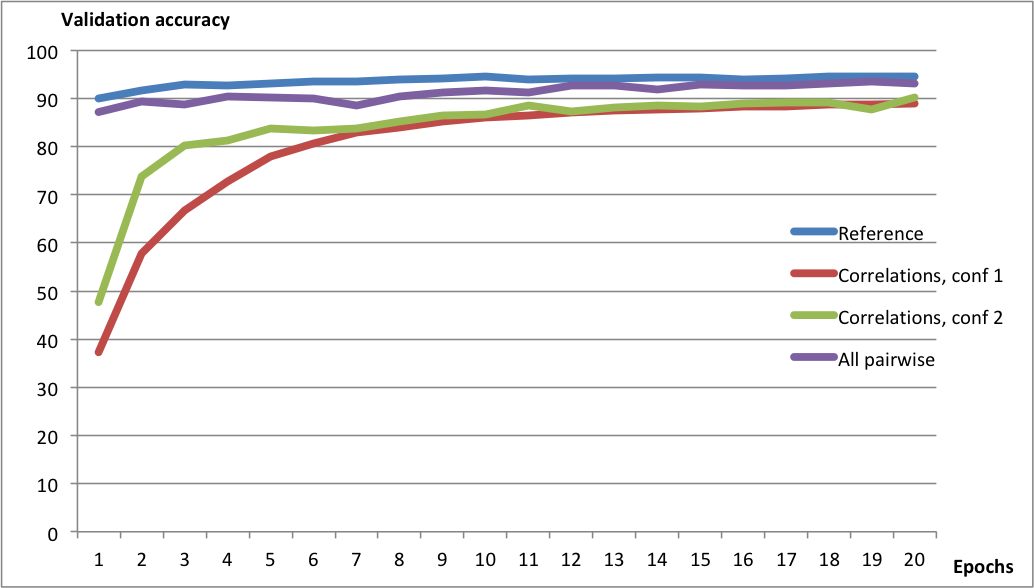 Validation accuracy
100
90
80
70
60
50
40
30
20
10
0
Reference
Correlations, conf 1
Correlations, conf 2
All pairwise
1 2 3 4 5 6 7 8 9 10 11 12 13 14 15 16 17 18 19 20
Epochs